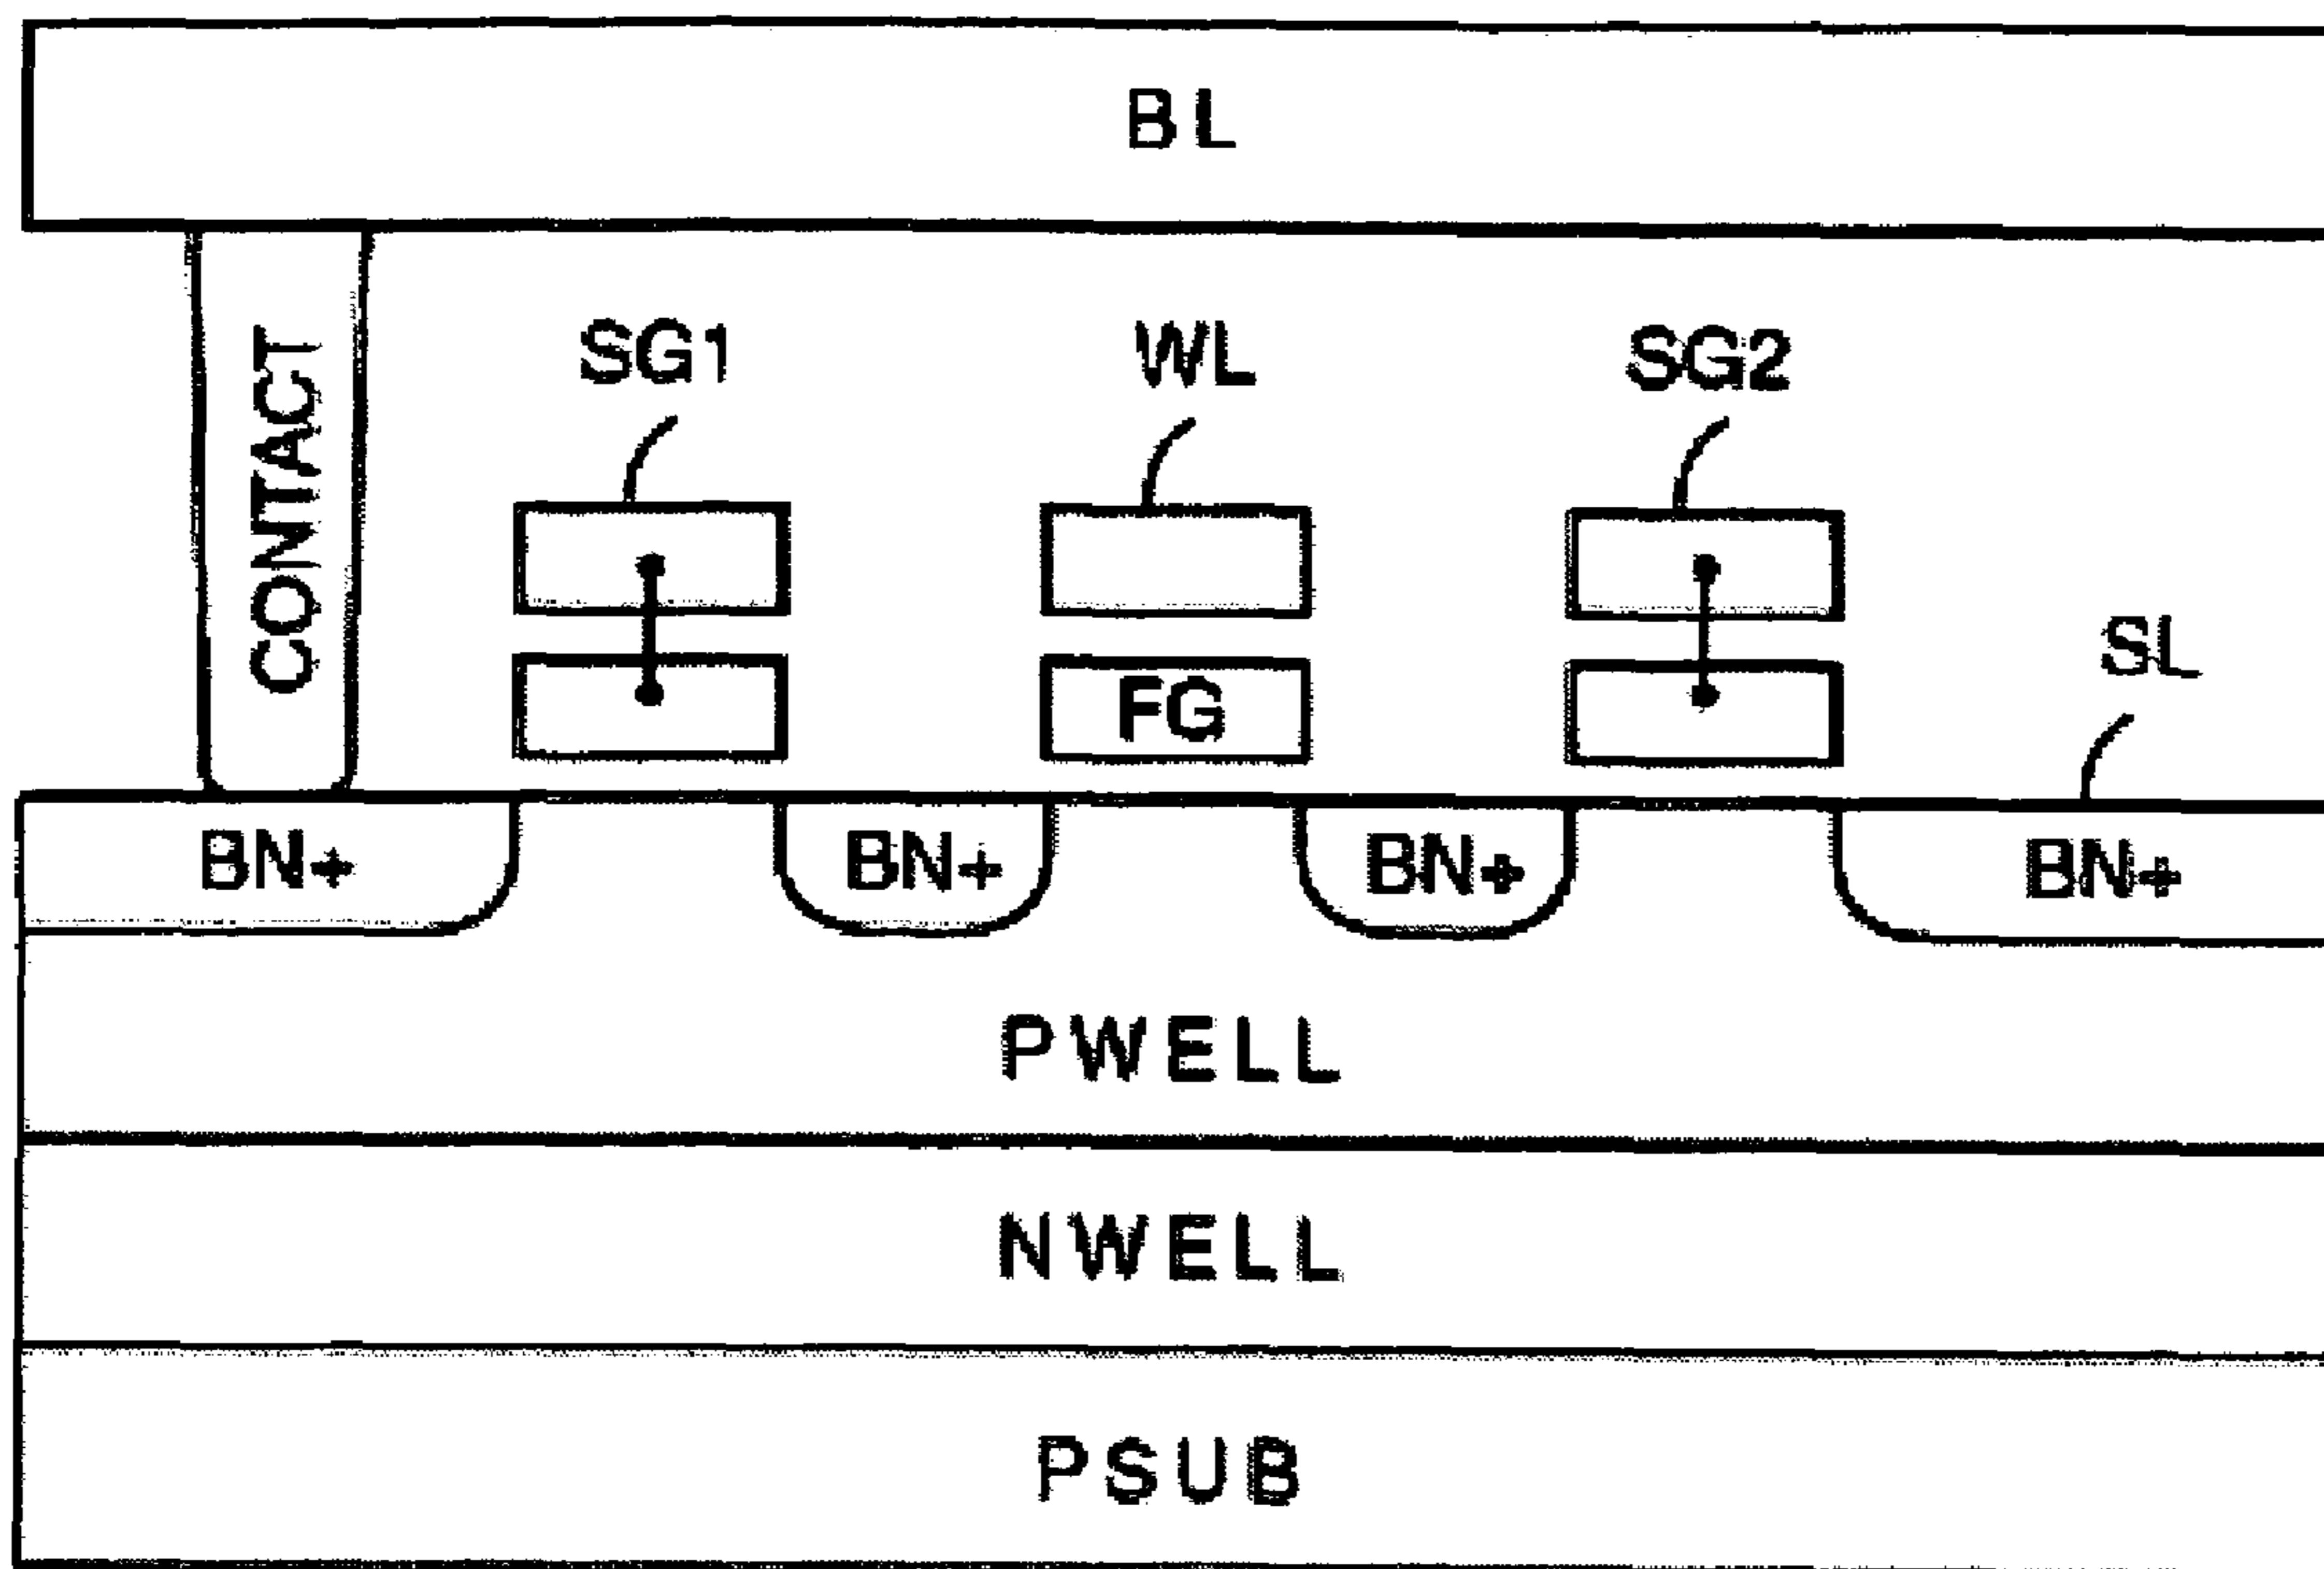 BL
CONTACT
SG1 WL SG2
SL
FG
BN+ BN+ BN+ BN+
PWELL
NWELL
PSUB